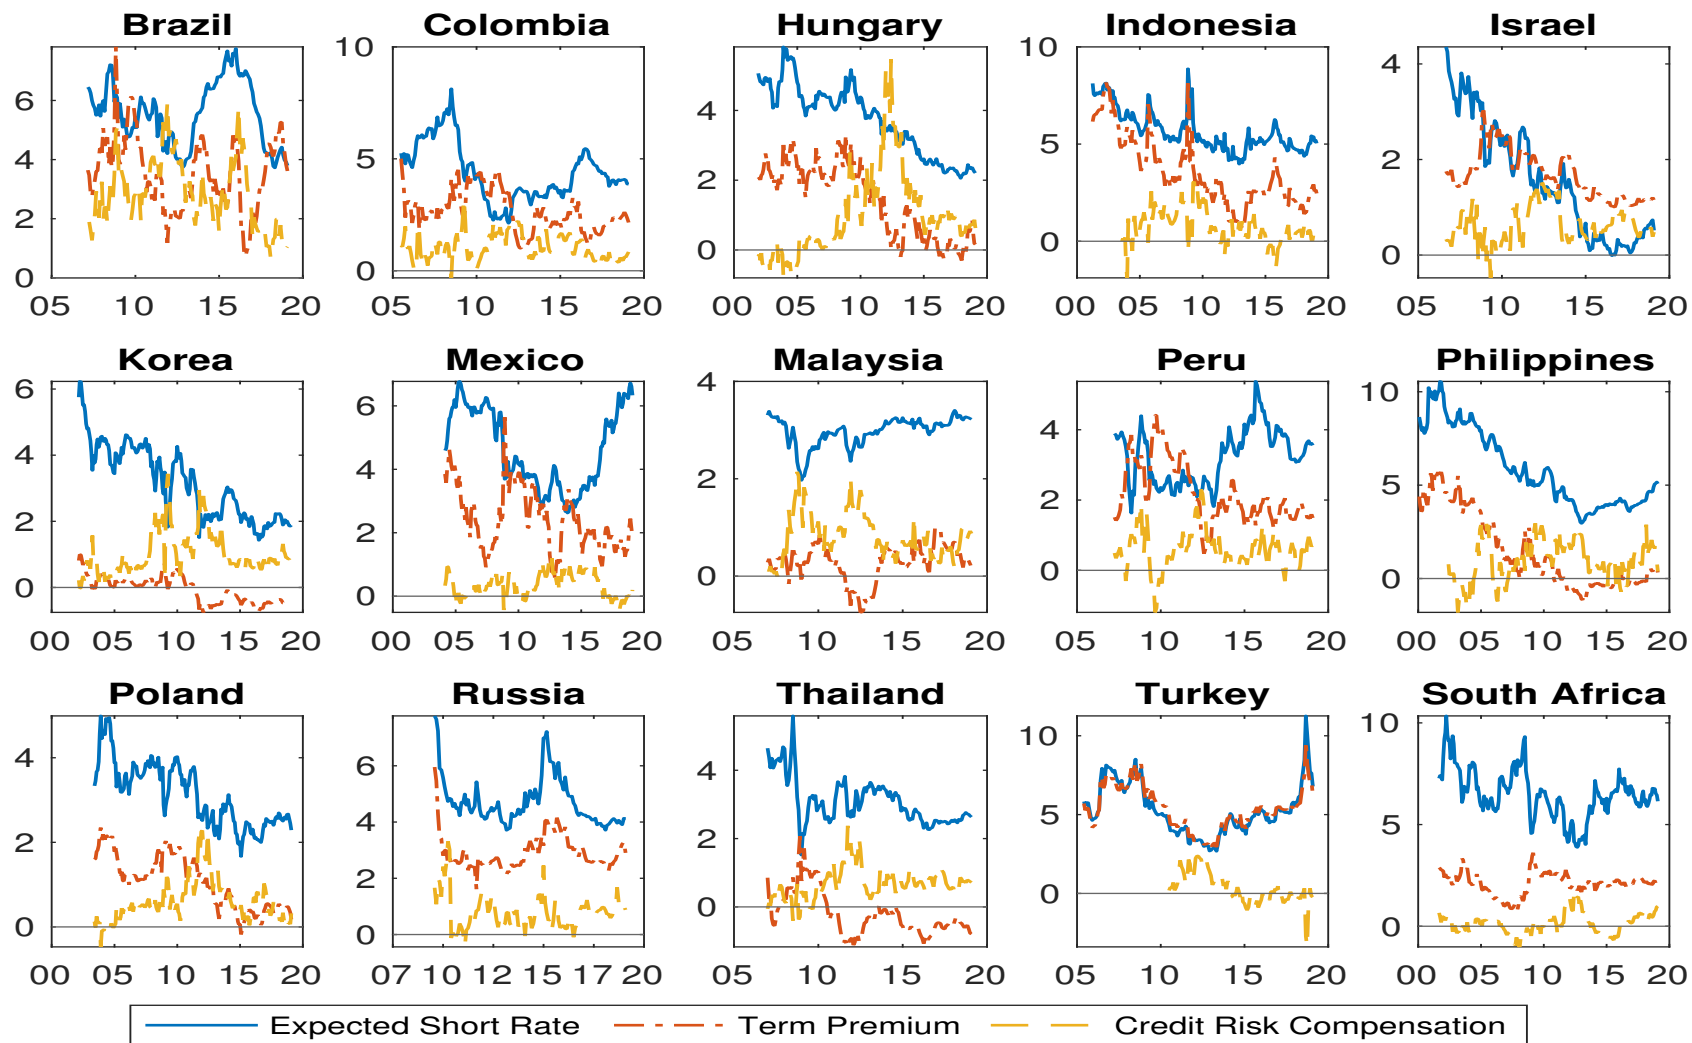 Brazil Colombia Hungary Indonesia Israel
6
4
2
0
05 10 15 20
10
5
0
05 10 15 20
4
2
0
00 05 10 15 20
10
5
0
00 05 10 15 20
4
2
0
05 10 15 20
Korea Mexico Malaysia Peru Philippines
6
4
2
0
00 05 10 15 20
6
4
2
0
00 05 10 15 20
4
2
0
05 10 15 20
4
2
0
05 10 15 20
10
5
0
00 05 10 15 20
Poland Russia Thailand Turkey South Africa
4
2
0
00 05 10 15 20
6
4
2
0
07 10 12 15 17 20
4
2
0
05 10 15 20
10
5
0
05 10 15 20
10
5
0
00 05 10 15 20
Expected Short Rate Term Premium Credit Risk Compensation